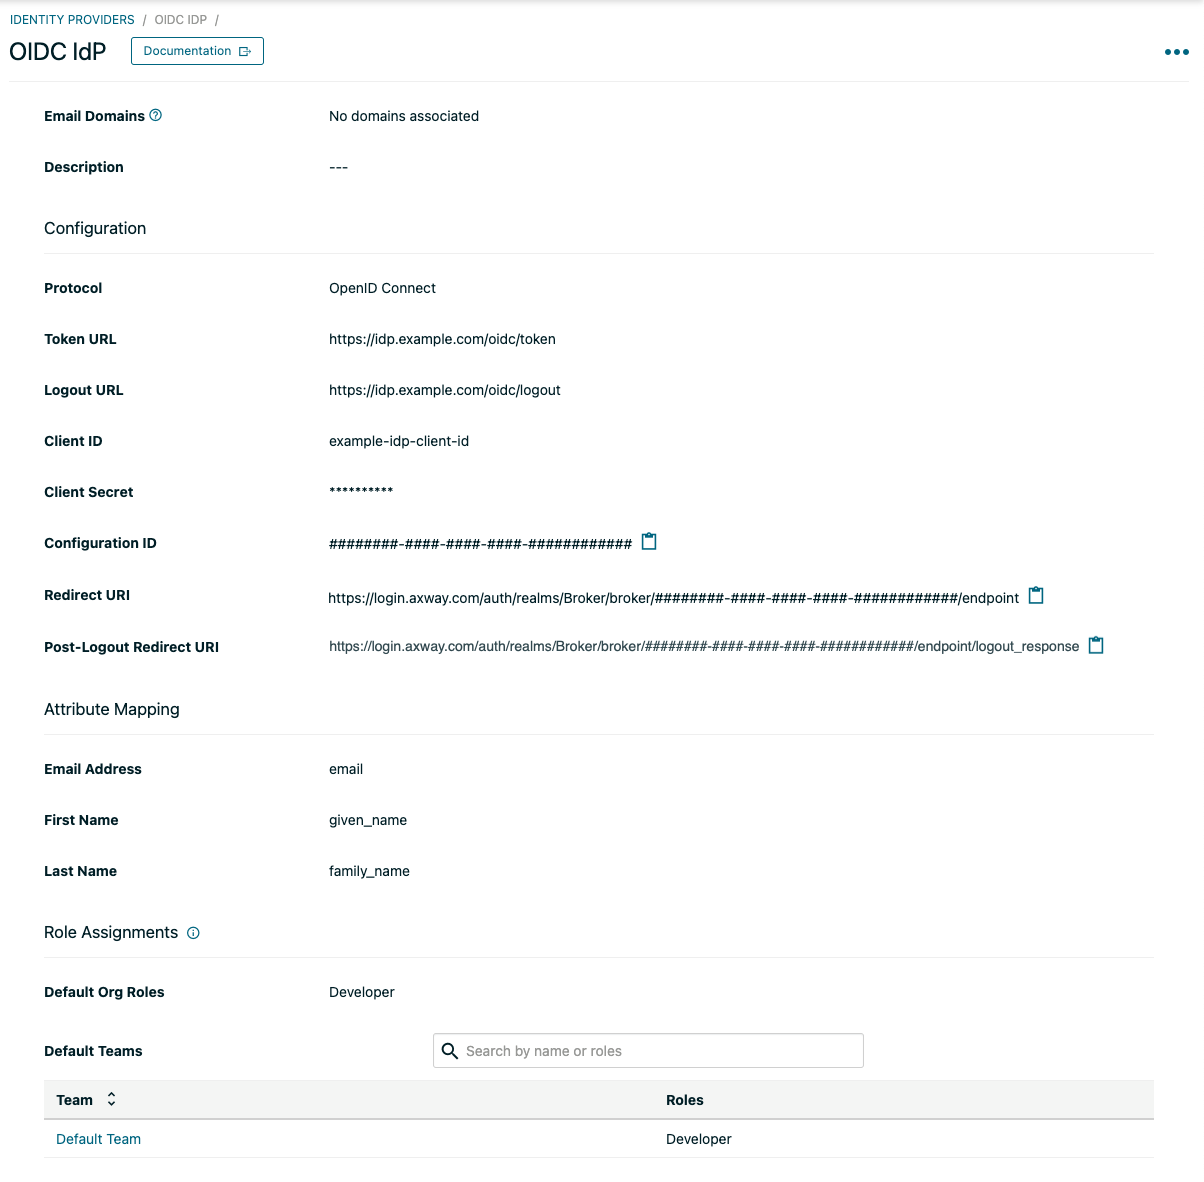 IDENTITY PROVIDERS / OIDC IDP /
OIDC IdP Documentation
Email Domains No domains associated
Description ---
Configuration
Protocol OpenID Connect
Token URL https://idp.example.com/oidc/token
Logout URL https://idp.example.com/oidc/logout
Client ID example-idp-client-id
Client Secret **********
Configuration ID ########-####-####-####-############
Redirect URI https://login.axway.com/auth/realms/Broker/broker/########-####-####-####-############/endpoint
Post-Logout Redirect URI https://login.axway.com/auth/realms/Broker/broker/########-####-####-####-############/endpoint/logout_response
Attribute Mapping
Email Address email
First Name given_name
Last Name family_name
Role Assignments
Default Org Roles Developer
Default Teams Search by name or roles
Team Roles
Default Team Developer